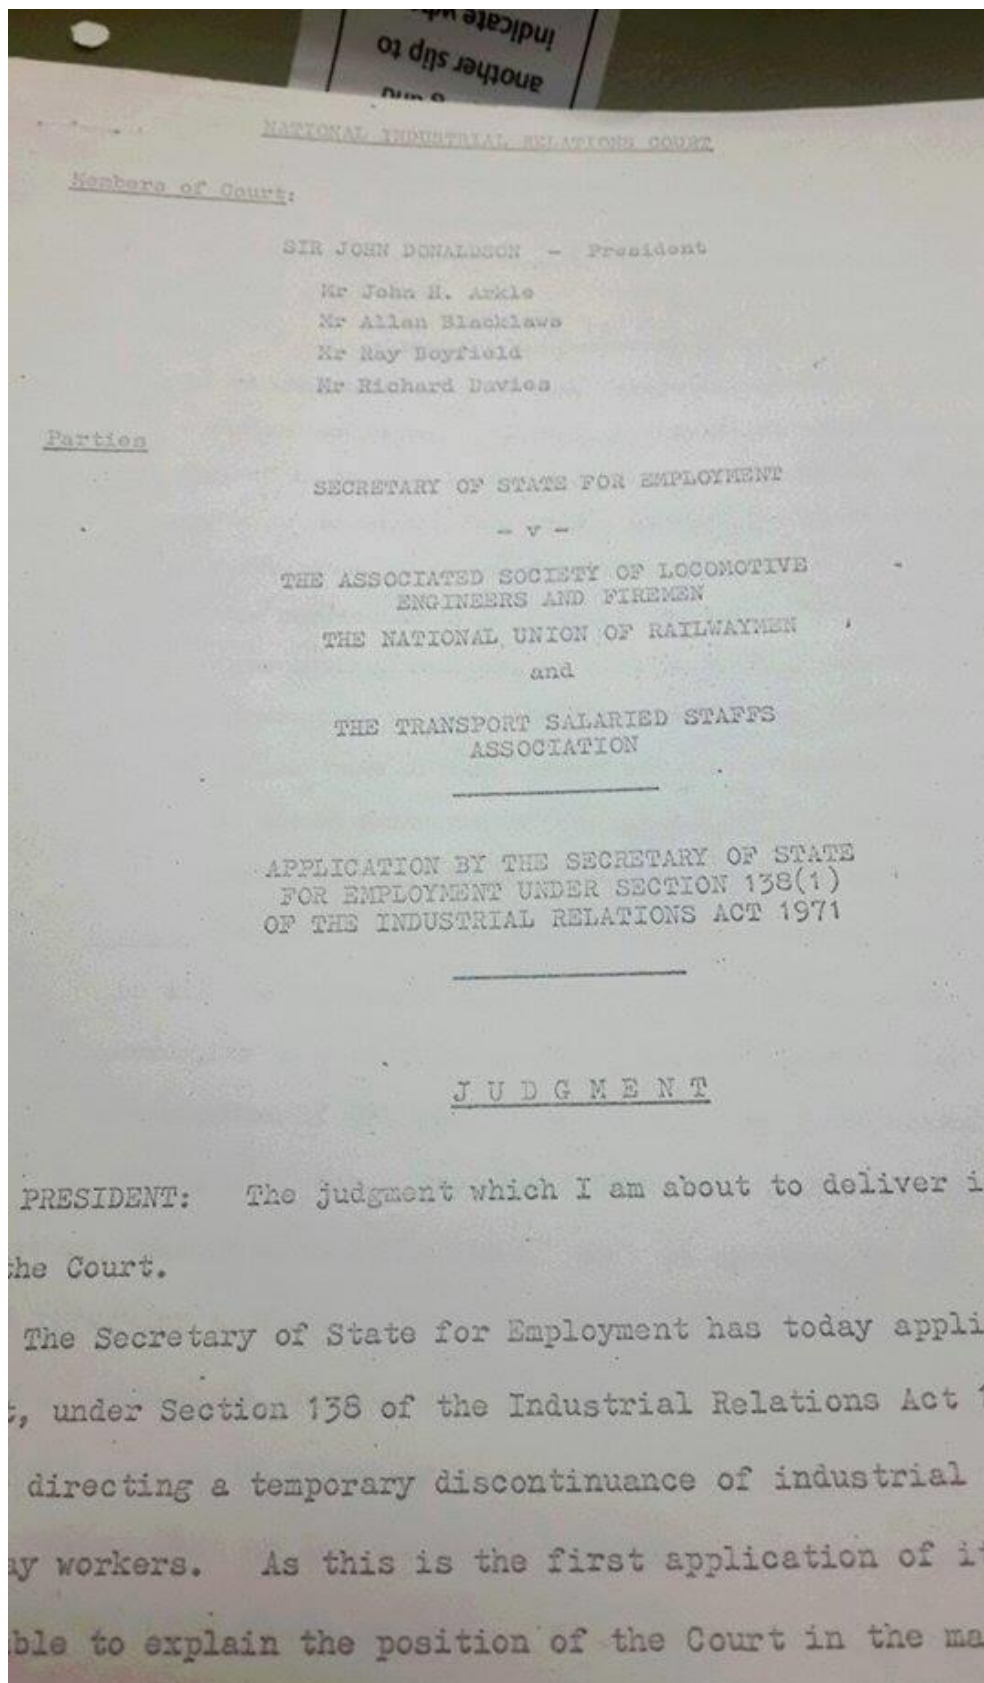 indicate
another slip to
NATIONAL INDUSTRIAL RELATIONS COURT
Members of Court:
SIR JOHN DONALDSON - President
Mr John H. Arkle
Mr Allan Blacklaws
Mr Ray Boyfield
Mr Richard Davies
Parties
SECRETARY OF STATE FOR EMPLOYMENT
- v -
THE ASSOCIATED SOCIETY OF LOCOMOTIVE
ENGINEERS AND FIREMEN
THE NATIONAL UNION OF RAILWAYMEN
and
THE TRANSPORT SALARIED STAFFS
ASSOCIATION
APPLICATION BY THE SECRETARY OF STATE
FOR EMPLOYMENT UNDER SECTION 138(1)
OF THE INDUSTRIAL RELATIONS ACT 1971
JUDGMENT
PRESIDENT: The judgment which I am about to deliver i
the Court.
The Secretary of State for Employment has today appli
, under Section 138 of the Industrial Relations Act 1
directing a temporary discontinuance of industrial
ay workers. As this is the first application of it
ble to explain the position of the Court in the ma